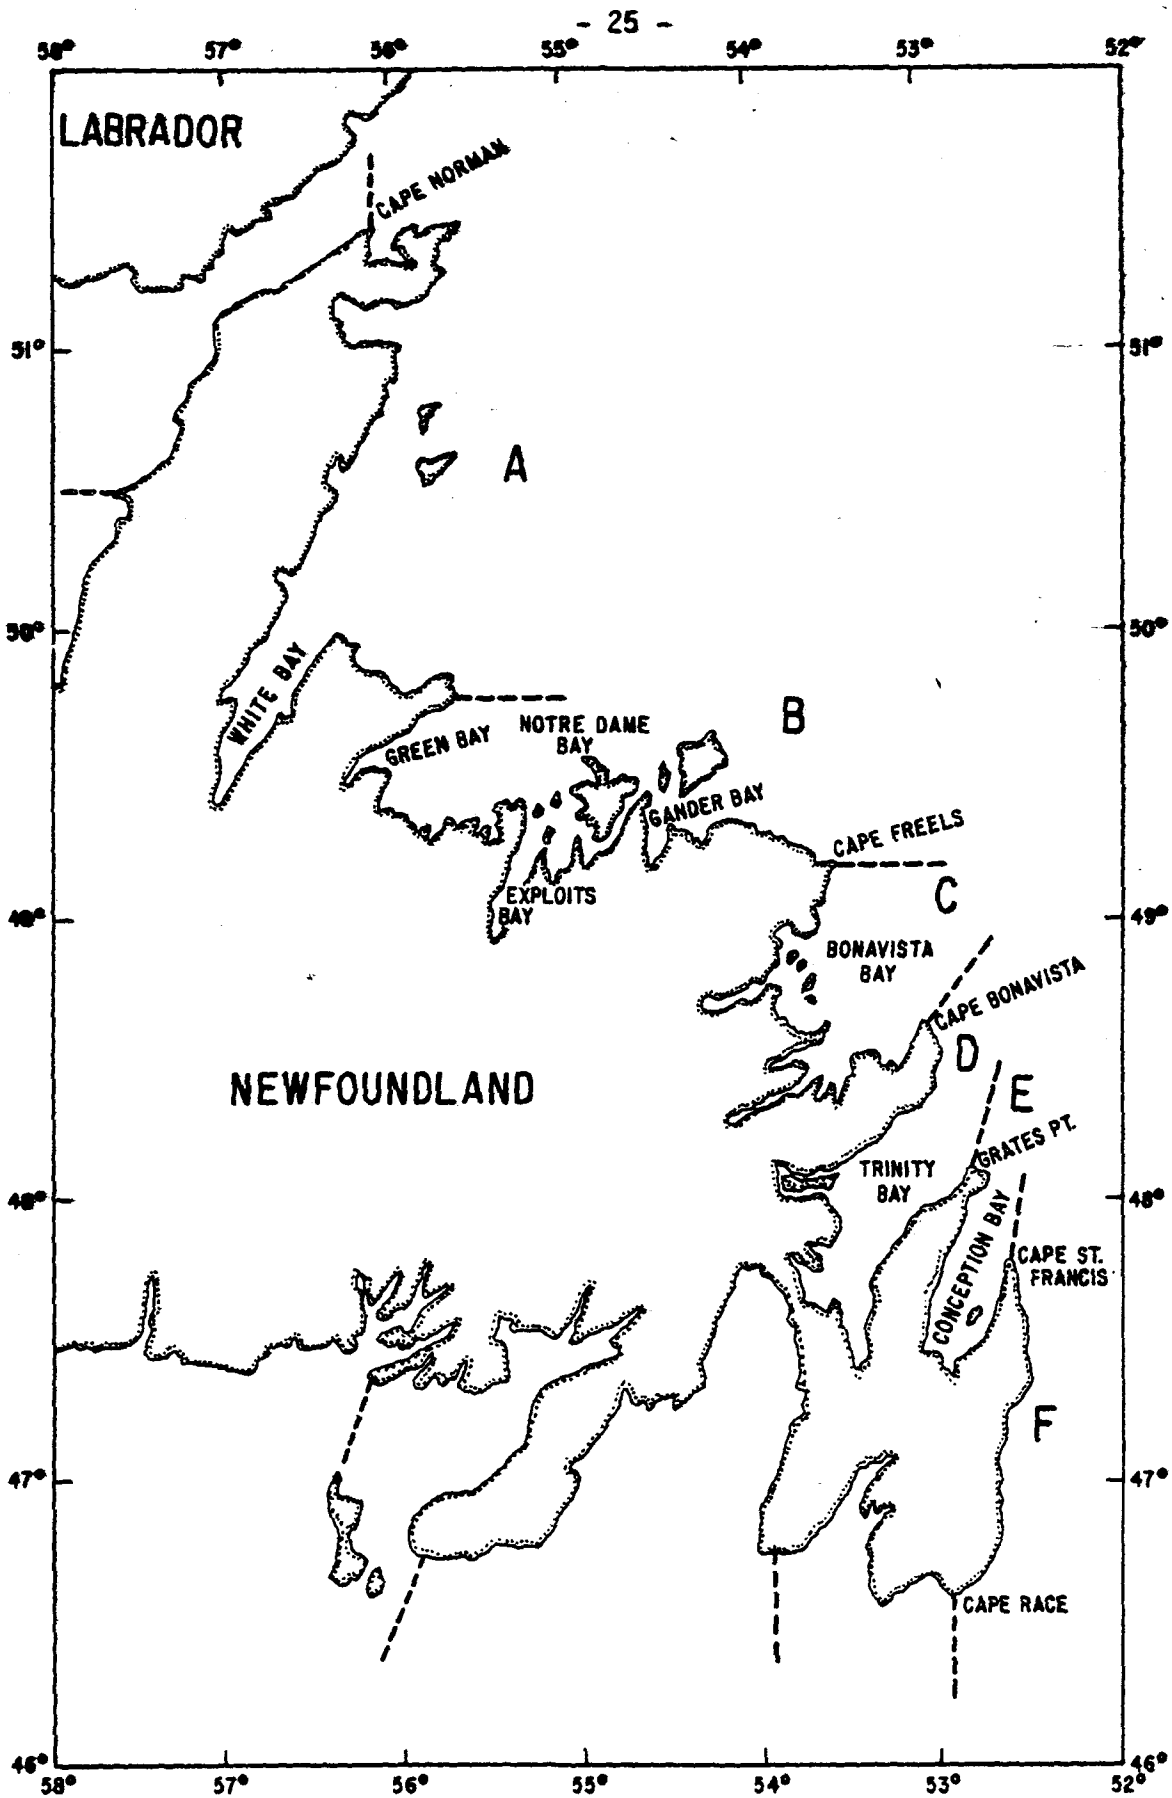 - 25 -
58° 57° 56° 55° 54° 53° 52°
LABRADOR
CAPE NORMAN
51° 51°
A
50° 50°
WHITE BAY
B
NOTRE DAME
BAY
GREEN BAY
GANDER BAY
CAPE FREELS
C
EXPLOITS
BAY
49° 49°
BONAVISTA
BAY
CAPE BONAVISTA
D
NEWFOUNDLAND
E
GRATES PT.
TRINITY
BAY
48° 48°
CONCEPTION BAY
CAPE ST.
FRANCIS
F
47° 47°
CAPE RACE
46° 46°
58° 57° 56° 55° 54° 53° 52°